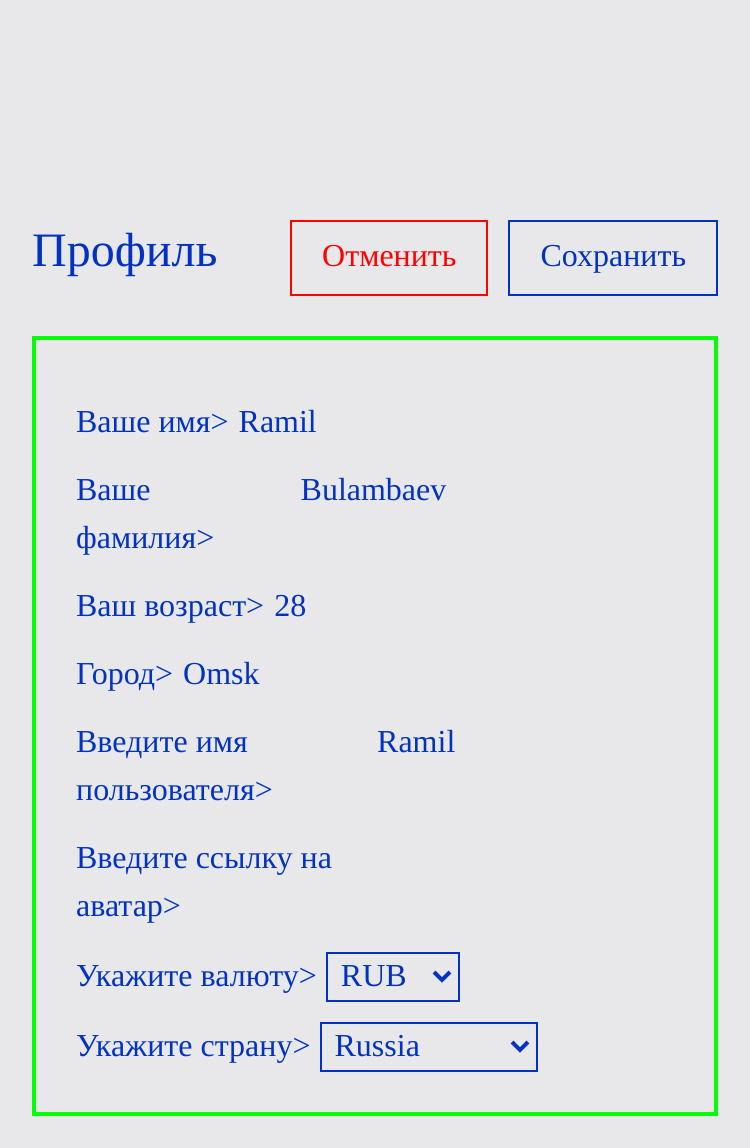 Профиль Отменить Сохранить
Ваше имя> Ramil
Ваше Bulambaev
фамилия>
Ваш возраст> 28
Город> Omsk
Введите имя Ramil
пользователя>
Введите ссылку на
аватар>
Укажите валюту> RUB
Укажите страну> Russia